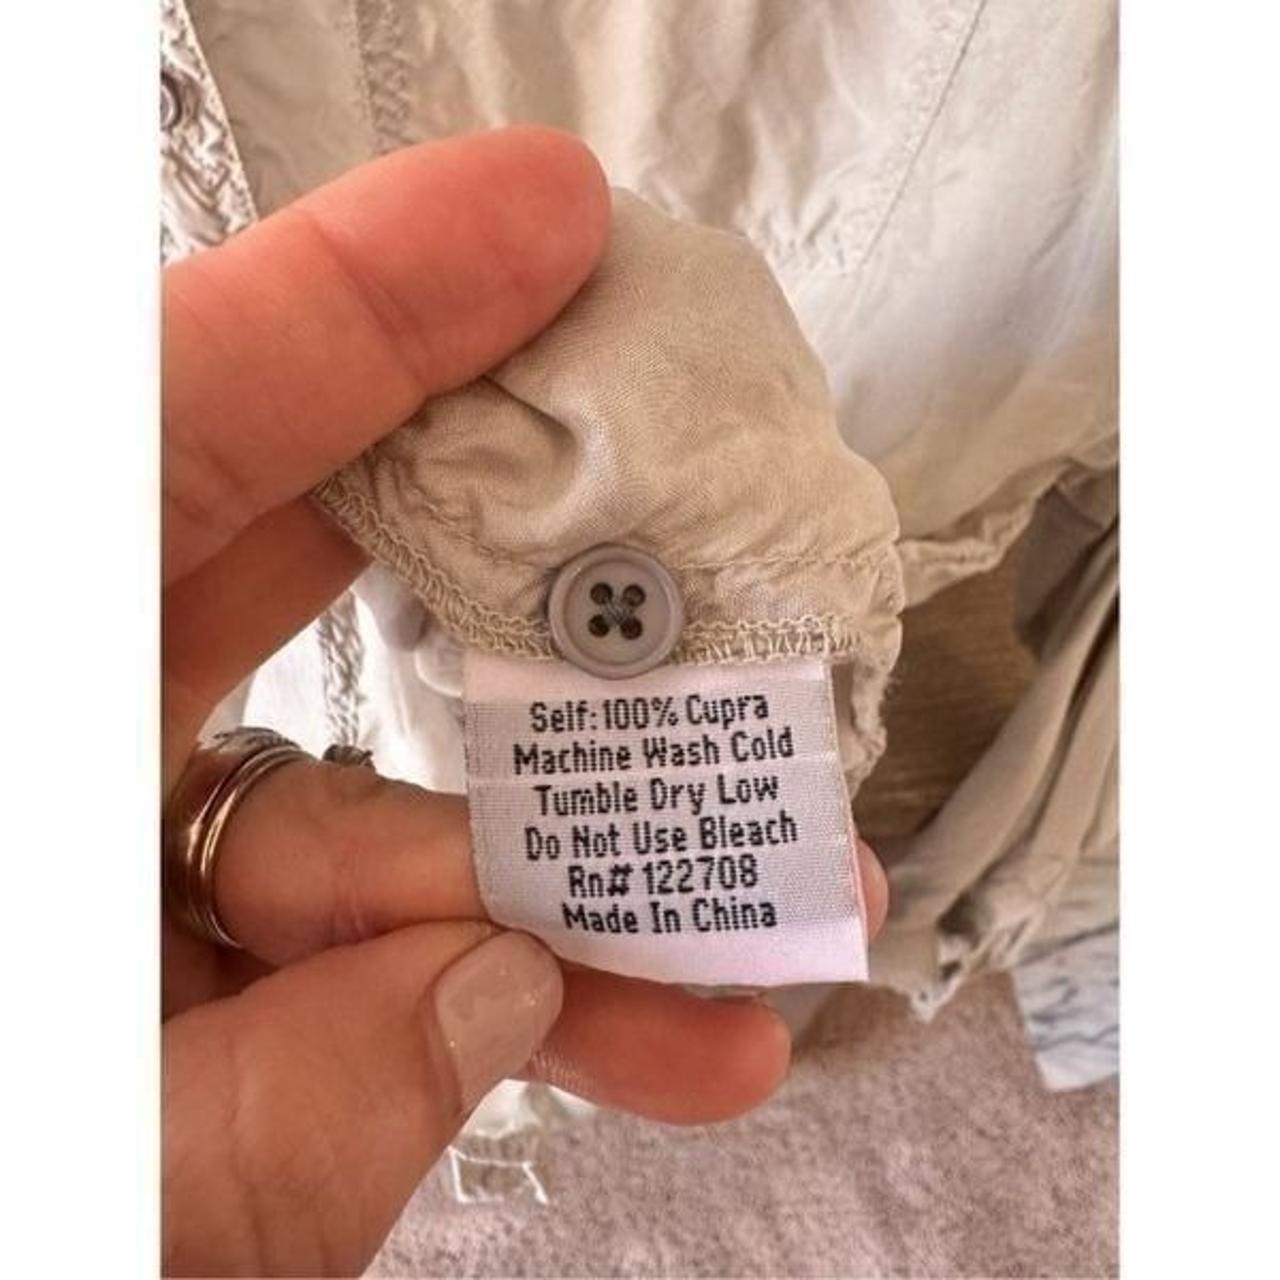 Self:100% Cupra
Machine Wash Cold
Tumble Dry Low
Do Not Use Bleach
Rn# 122708
Made In China